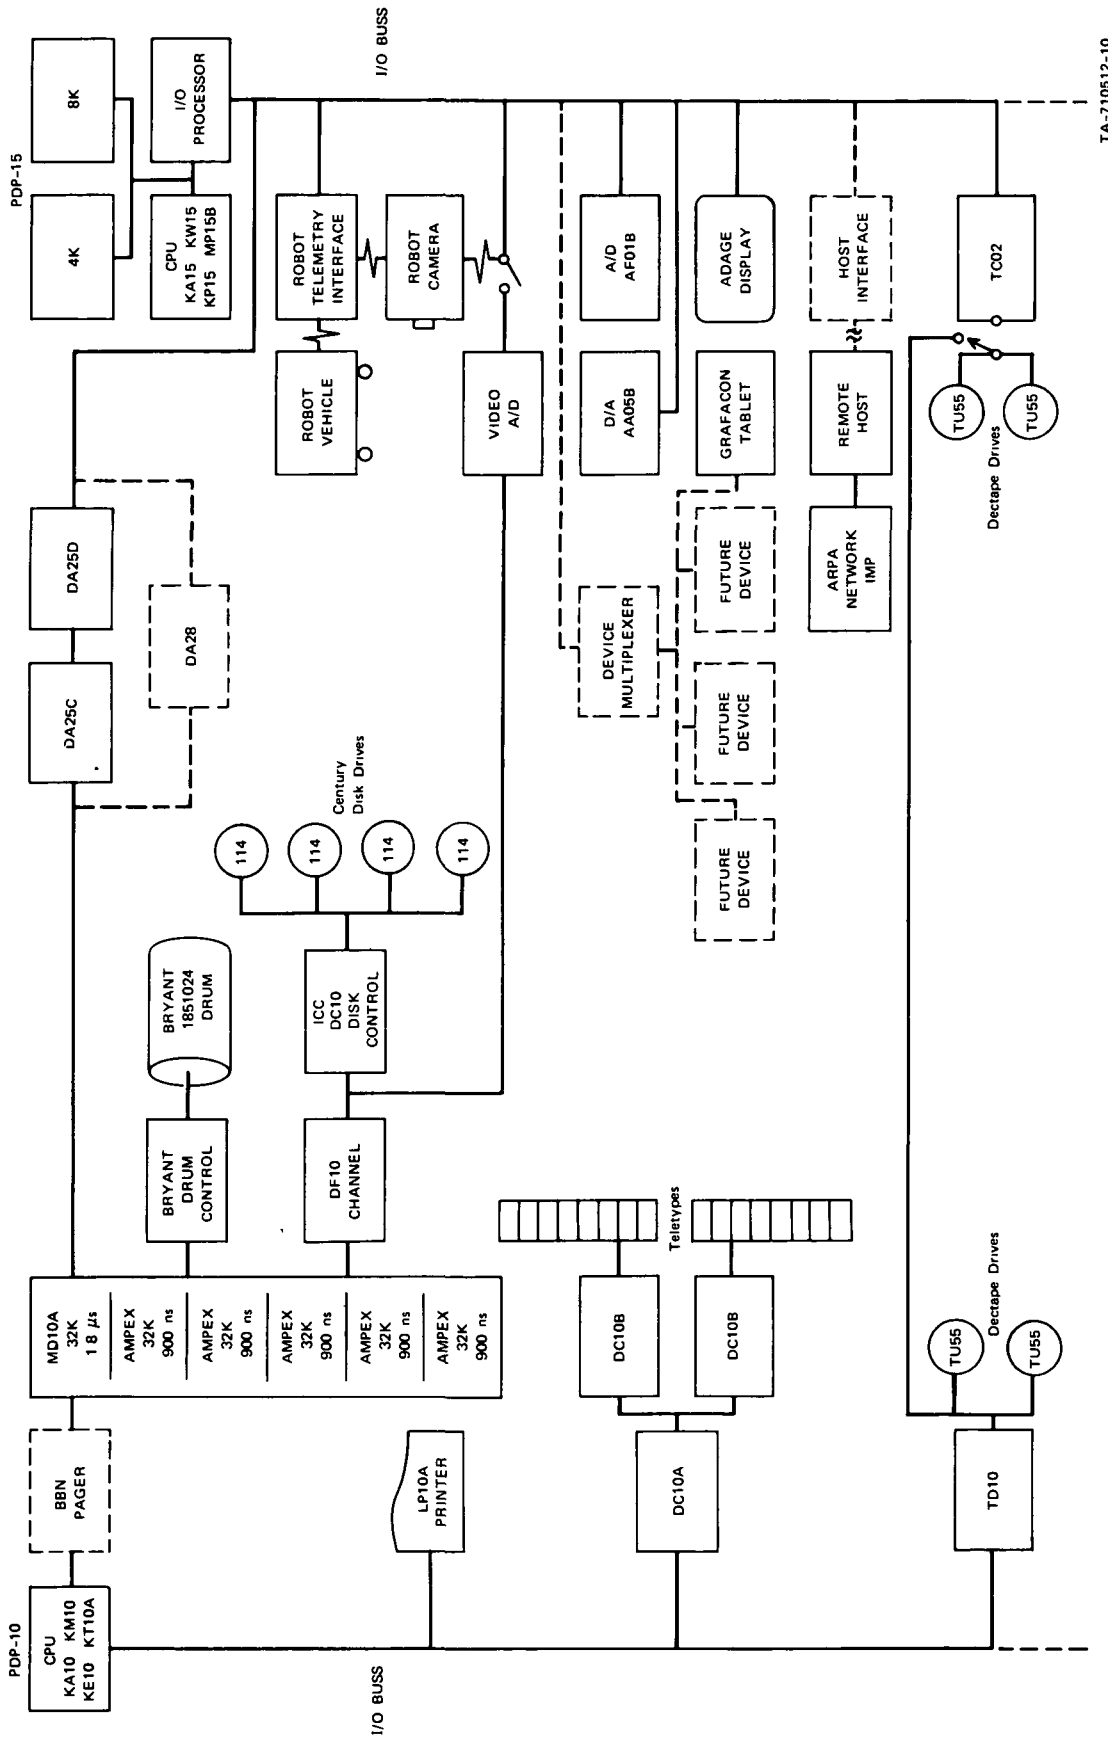 PDP-10
CPU
KA10 KM10
KE10 KT10A
BBN
PAGER
MD10A
32K
1 8 μs
AMPEX
32K
900 ns
AMPEX
32K
900 ns
AMPEX
32K
900 ns
AMPEX
32K
900 ns
AMPEX
32K
900 ns
DA25C
DA25D
DA28
PDP-15
4K
8K
CPU
KA15 KW15
KP15 MP15B
I/O
PROCESSOR
BRYANT
DRUM
CONTROL
BRYANT
1851024
DRUM
DF10
CHANNEL
ICC
DC10
DISK
CONTROL
114
114
114
114
Century
Disk Drives
ROBOT
VEHICLE
ROBOT
TELEMETRY
INTERFACE
ROBOT
CAMERA
VIDEO
A/D
I/O BUSS
I/O BUSS
LP10A
PRINTER
DC10A
DC10B
DC10B
Teletypes
DEVICE
MULTIPLEXER
D/A
AA05B
A/D
AF01B
FUTURE
DEVICE
FUTURE
DEVICE
FUTURE
DEVICE
GRAFACON
TABLET
ADAGE
DISPLAY
ARPA
NETWORK
IMP
REMOTE
HOST
HOST
INTERFACE
TD10
TU55
TU55
Dectape Drives
TU55
TU55
Dectape Drives
TC02
TA-710512-10